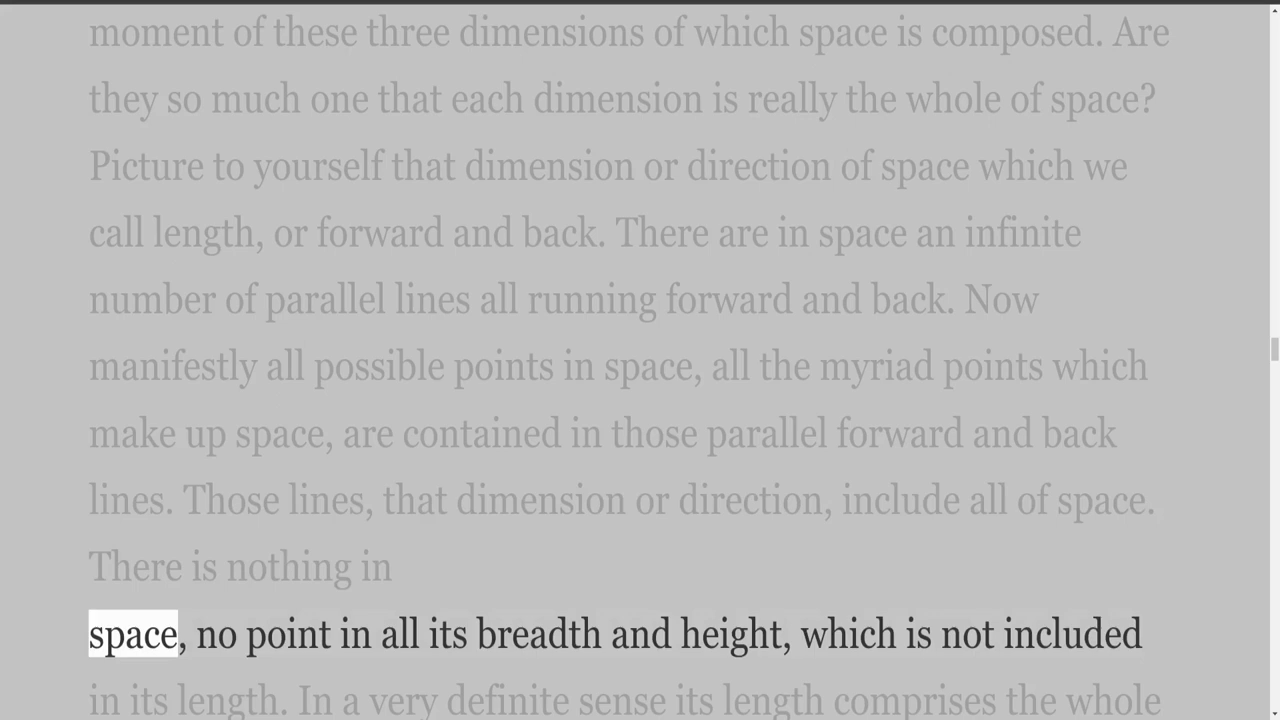 moment of these three dimensions of which space is composed. Are
they so much one that each dimension is really the whole of space?
Picture to yourself that dimension or direction of space which we
call length, or forward and back. There are in space an infinite
number of parallel lines all running forward and back. Now
manifestly all possible points in space, all the myriad points which
make up space, are contained in those parallel forward and back
lines. Those lines, that dimension or direction, include all of space.
There is nothing in
space, no point in all its breadth and height, which is not included
in its length. In a very definite sense its length comprises the whole